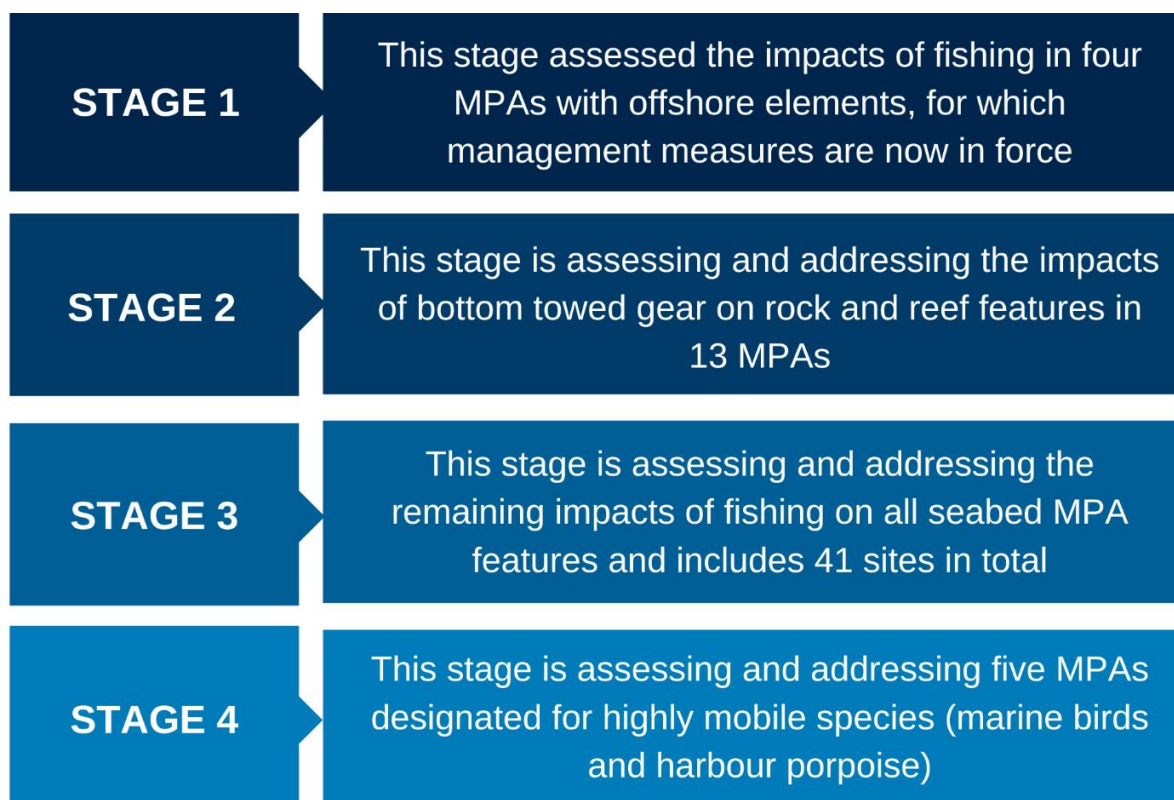 STAGE 1
This stage assessed the impacts of fishing in four
MPAs with offshore elements, for which
management measures are now in force
STAGE 2
This stage is assessing and addressing the impacts
of bottom towed gear on rock and reef features in
13 MPAs
STAGE 3
This stage is assessing and addressing the
remaining impacts of fishing on all seabed MPA
features and includes 41 sites in total
STAGE 4
This stage is assessing and addressing five MPAs
designated for highly mobile species (marine birds
and harbour porpoise)